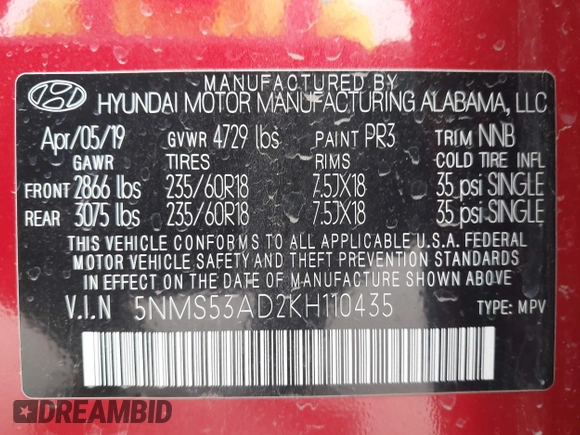 MANUFACTURED BY
HYUNDAI MOTOR MANUFACTURING ALABAMA, LLC
Apr/05/19 GVWR 4729 lbs PAINT PR3 TRIM NNB
GAWR TIRES RIMS COLD TIRE INFL
FRONT 2866 lbs 235/60R18 7.5JX18 35 psi SINGLE
REAR 3075 lbs 235/60R18 7.5JX18 35 psi SINGLE
THIS VEHICLE CONFORMS TO ALL APPLICABLE U.S.A. FEDERAL
MOTOR VEHICLE SAFETY AND THEFT PREVENTION STANDARDS
IN EFFECT ON THE DATE OF MANUFACTURE SHOWN ABOVE
V.I.N 5NMS53AD2KH110435 TYPE: MPV
DREAMBID